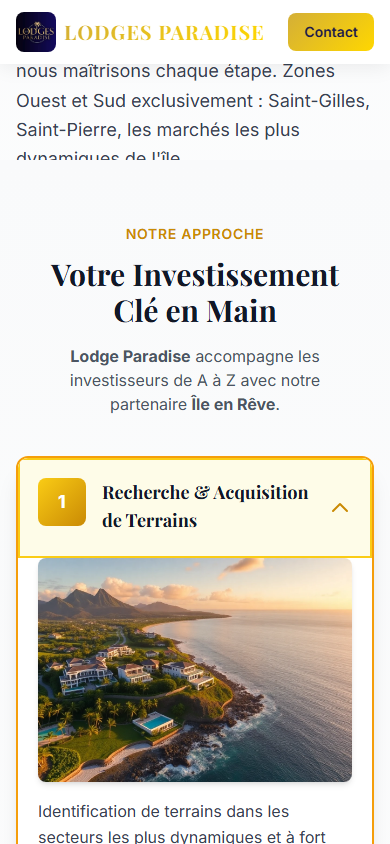 LODGES
PARADISE
LODGES PARADISE
Contact
nous maîtrisons chaque étape. Zones
Ouest et Sud exclusivement : Saint-Gilles,
Saint-Pierre, les marchés les plus
dynamiques de l'île
NOTRE APPROCHE
Votre Investissement
Clé en Main
Lodge Paradise accompagne les
investisseurs de A à Z avec notre
partenaire Île en Rêve.
1
Recherche & Acquisition
de Terrains
Identification de terrains dans les
secteurs les plus dynamiques et à fort